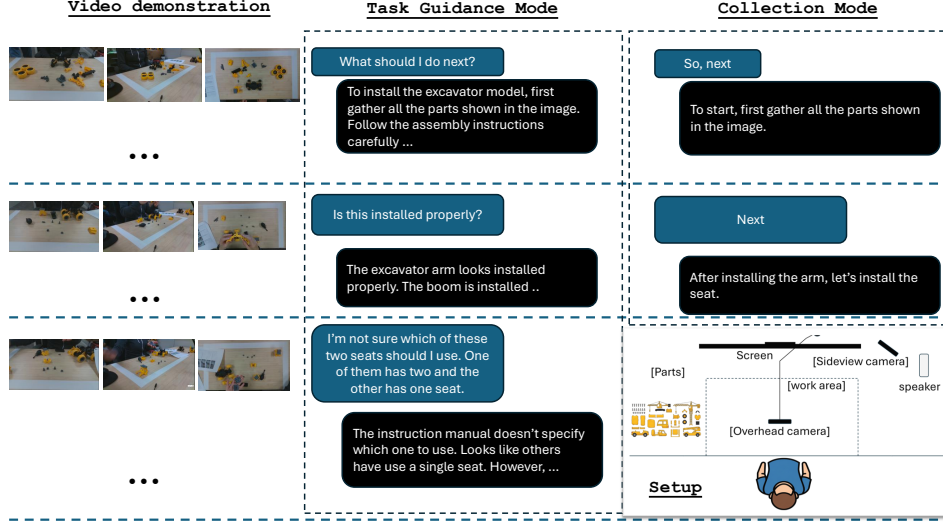 Video demonstration
Task Guidance Mode
Collection Mode
What should I do next?
To install the excavator model, first
gather all the parts shown in the image.
Follow the assembly instructions
carefully ...
So, next
To start, first gather all the parts shown
in the image.
...
Is this installed properly?
The excavator arm looks installed
properly. The boom is installed ..
Next
After installing the arm, let's install the
seat.
...
I'm not sure which of these
two seats should I use. One
of them has two and the
other has one seat.
The instruction manual doesn't specify
which one to use. Looks like others
have use a single seat. However, ...
...
Screen
[Sideview camera]
[Parts]
[work area]
speaker
[Overhead camera]
Setup